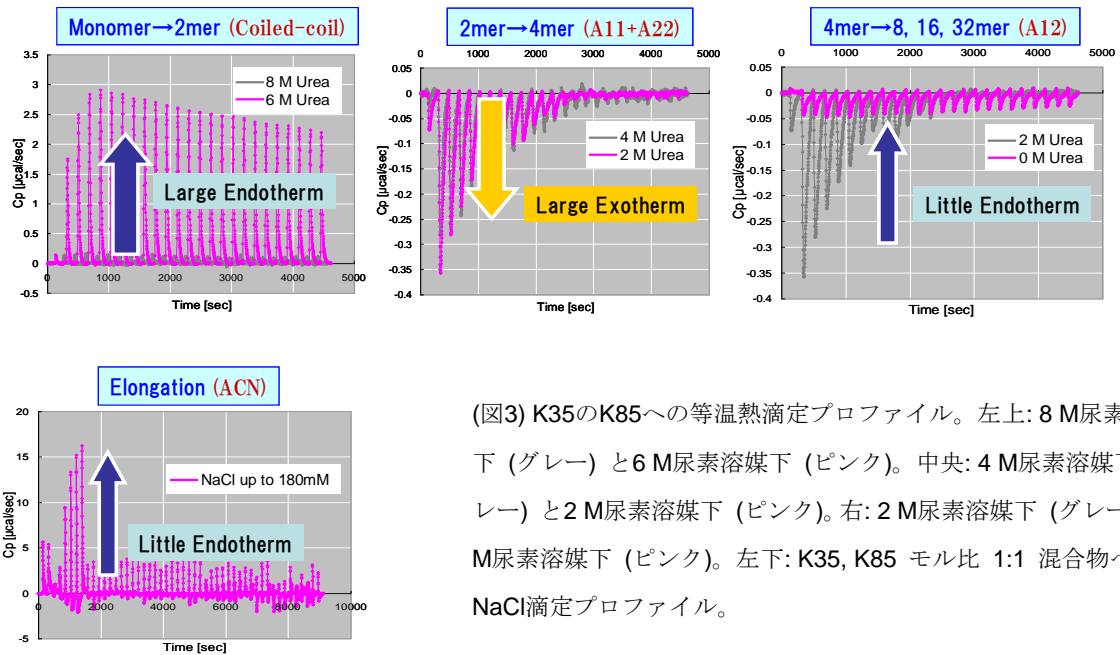 Monomer→2mer (Coiled-coil)
3.5
3
2.5
2
1.5
1
0.5
0
-0.5
Cp [μcal/sec]
8 M Urea
6 M Urea
Large Endotherm
0 1000 2000 3000 4000 5000
Time [sec]
2mer→4mer (A11+A22)
0 1000 2000 3000 4000 5000
0.05
0
-0.05
-0.1
-0.15
-0.2
-0.25
-0.3
-0.35
-0.4
Cp [μcal/sec]
4 M Urea
2 M Urea
Large Exotherm
Time [sec]
4mer→8, 16, 32mer (A12)
0 1000 2000 3000 4000 5000
0.05
0
-0.05
-0.1
-0.15
-0.2
-0.25
-0.3
-0.35
-0.4
Cp [μcal/sec]
2 M Urea
0 M Urea
Little Endotherm
Time [sec]
Elongation (ACN)
20
15
10
5
0
-5
Cp [μcal/sec]
NaCl up to 180mM
Little Endotherm
0 2000 4000 6000 8000 10000
Time [sec]
(図3) K35のK85への等温熱滴定プロファイル。左上: 8 M尿素
下 (グレー) と6 M尿素溶媒下 (ピンク)。中央: 4 M尿素溶媒
レー) と2 M尿素溶媒下 (ピンク)。右: 2 M尿素溶媒下 (グレー
M尿素溶媒下 (ピンク)。左下: K35, K85 モル比 1:1 混合物
NaCl滴定プロファイル。